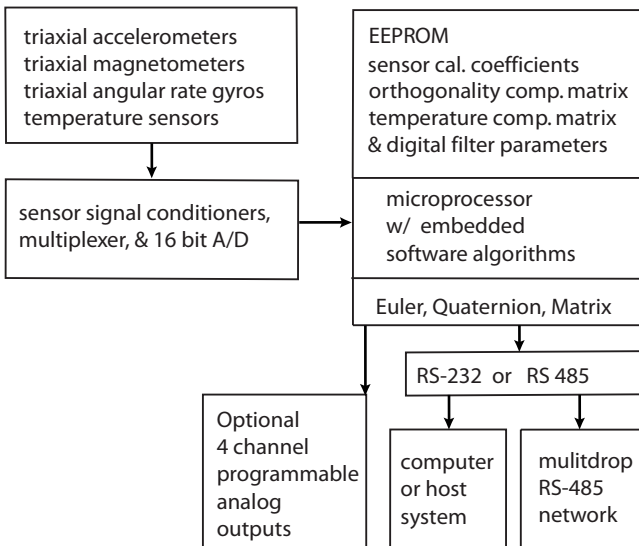 triaxial accelerometers
triaxial magnetometers
triaxial angular rate gyros
temperature sensors
EEPROM
sensor cal. coefficients
orthogonality comp. matrix
temperature comp. matrix
& digital filter parameters
sensor signal conditioners,
multiplexer, & 16 bit A/D
microprocessor
w/ embedded
software algorithms
Euler, Quaternion, Matrix
RS-232 or RS 485
Optional
4 channel
programmable
analog
outputs
computer
or host
system
mulitdrop
RS-485
network